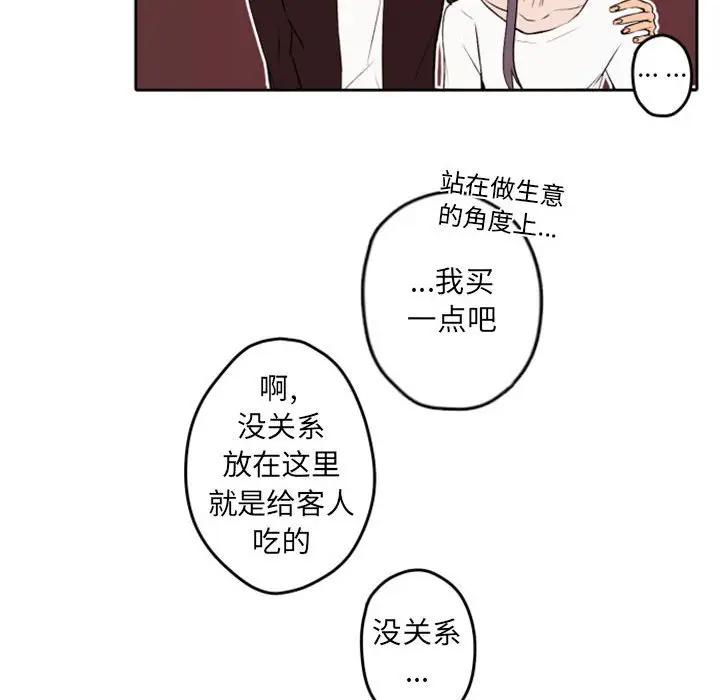 ... ...
站在做生意
的角度上...
...我买
一点吧
啊,
没关系
放在这里
就是给客人
吃的
没关系
...